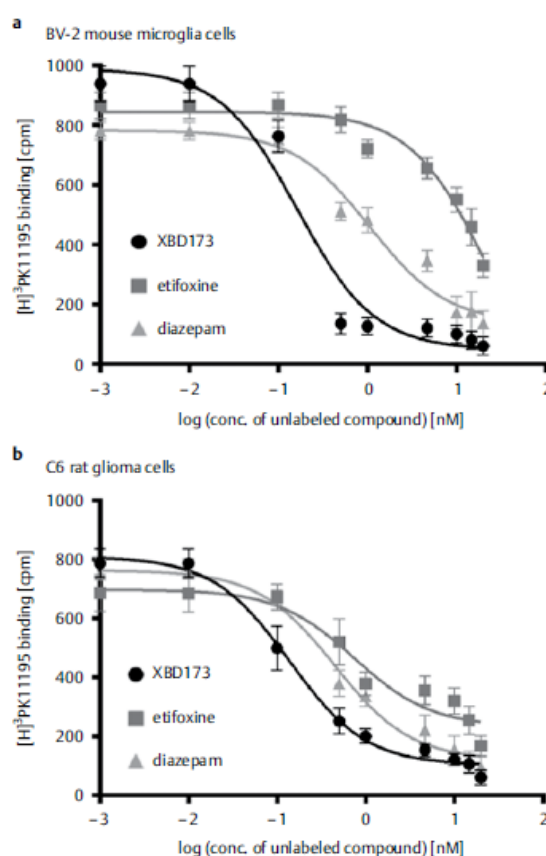 a
BV-2 mouse microglia cells
[H]³PK11195 binding [cpm]
1000
800
600
400
200
0
XBD173
etifoxine
diazepam
−3
−2
−1
0
1
2
log (conc. of unlabeled compound) [nM]
b
C6 rat glioma cells
[H]³PK11195 binding [cpm]
1000
800
600
400
200
0
XBD173
etifoxine
diazepam
−3
−2
−1
0
1
2
log (conc. of unlabeled compound) [nM]